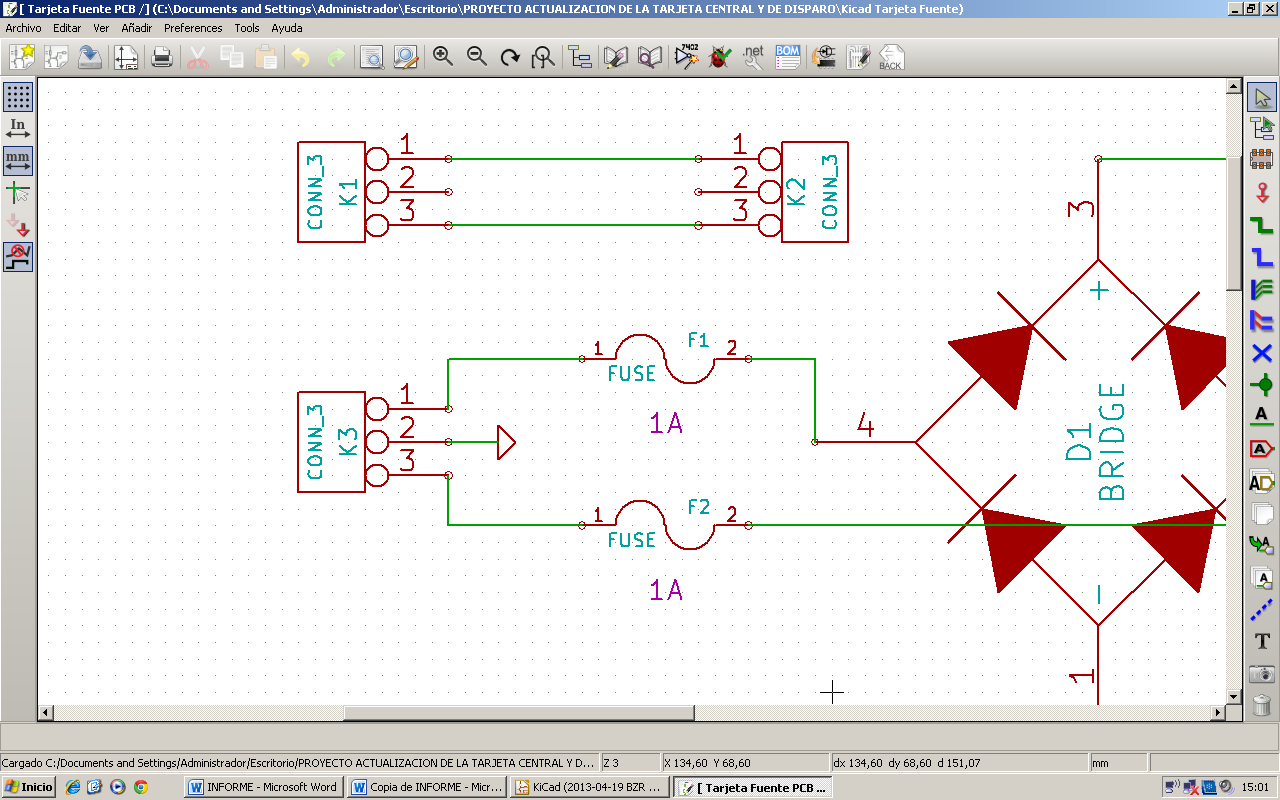 [ Tarjeta Fuente PCB /] (C:\Documents and Settings\Administrador\Escritorio\PROYECTO ACTUALIZACION DE LA TARJETA CENTRAL Y DE DISPARO\Kicad Tarjeta Fuente)
Archivo Editar Ver Añadir Preferences Tools Ayuda
7402 .net BOM BACK
In
mm
1 1
2 2
3 3
CONN_3 K1 K2 CONN_3
3
+
1 F1 2
FUSE
1A
1
2
3
CONN_3 K3
4
D1 BRIDGE
1 F2 2
FUSE
1A
–
1
A
A
A
A
A
T
Cargado C:/Documents and Settings/Administrador/Escritorio/PROYECTO ACTUALIZACION DE LA TARJETA CENTRAL Y D... Z 3 X 134,60 Y 68,60 dx 134,60 dy 68,60 d 151,07 mm
Inicio INFORME - Microsoft Word Copia de INFORME - Micr... KiCad (2013-04-19 BZR ... [ Tarjeta Fuente PCB ... 15:01